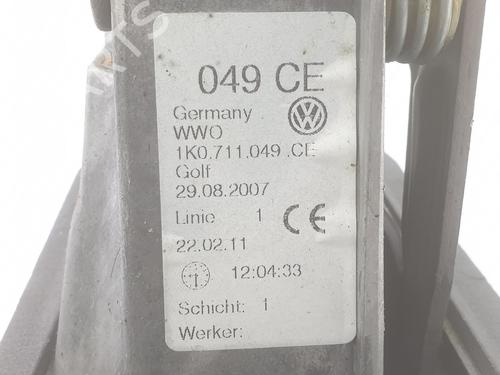 049 CE
Germany
WWO
1K0.711.049 .CE
Golf
29.08.2007
Linie 1 CE
22.02.11
12:04:33
Schicht: 1
Werker: